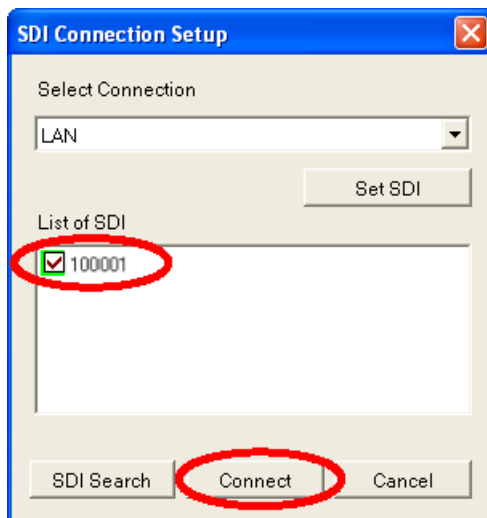 SDI Connection Setup
Select Connection
LAN
Set SDI
List of SDI
100001
SDI Search Connect Cancel